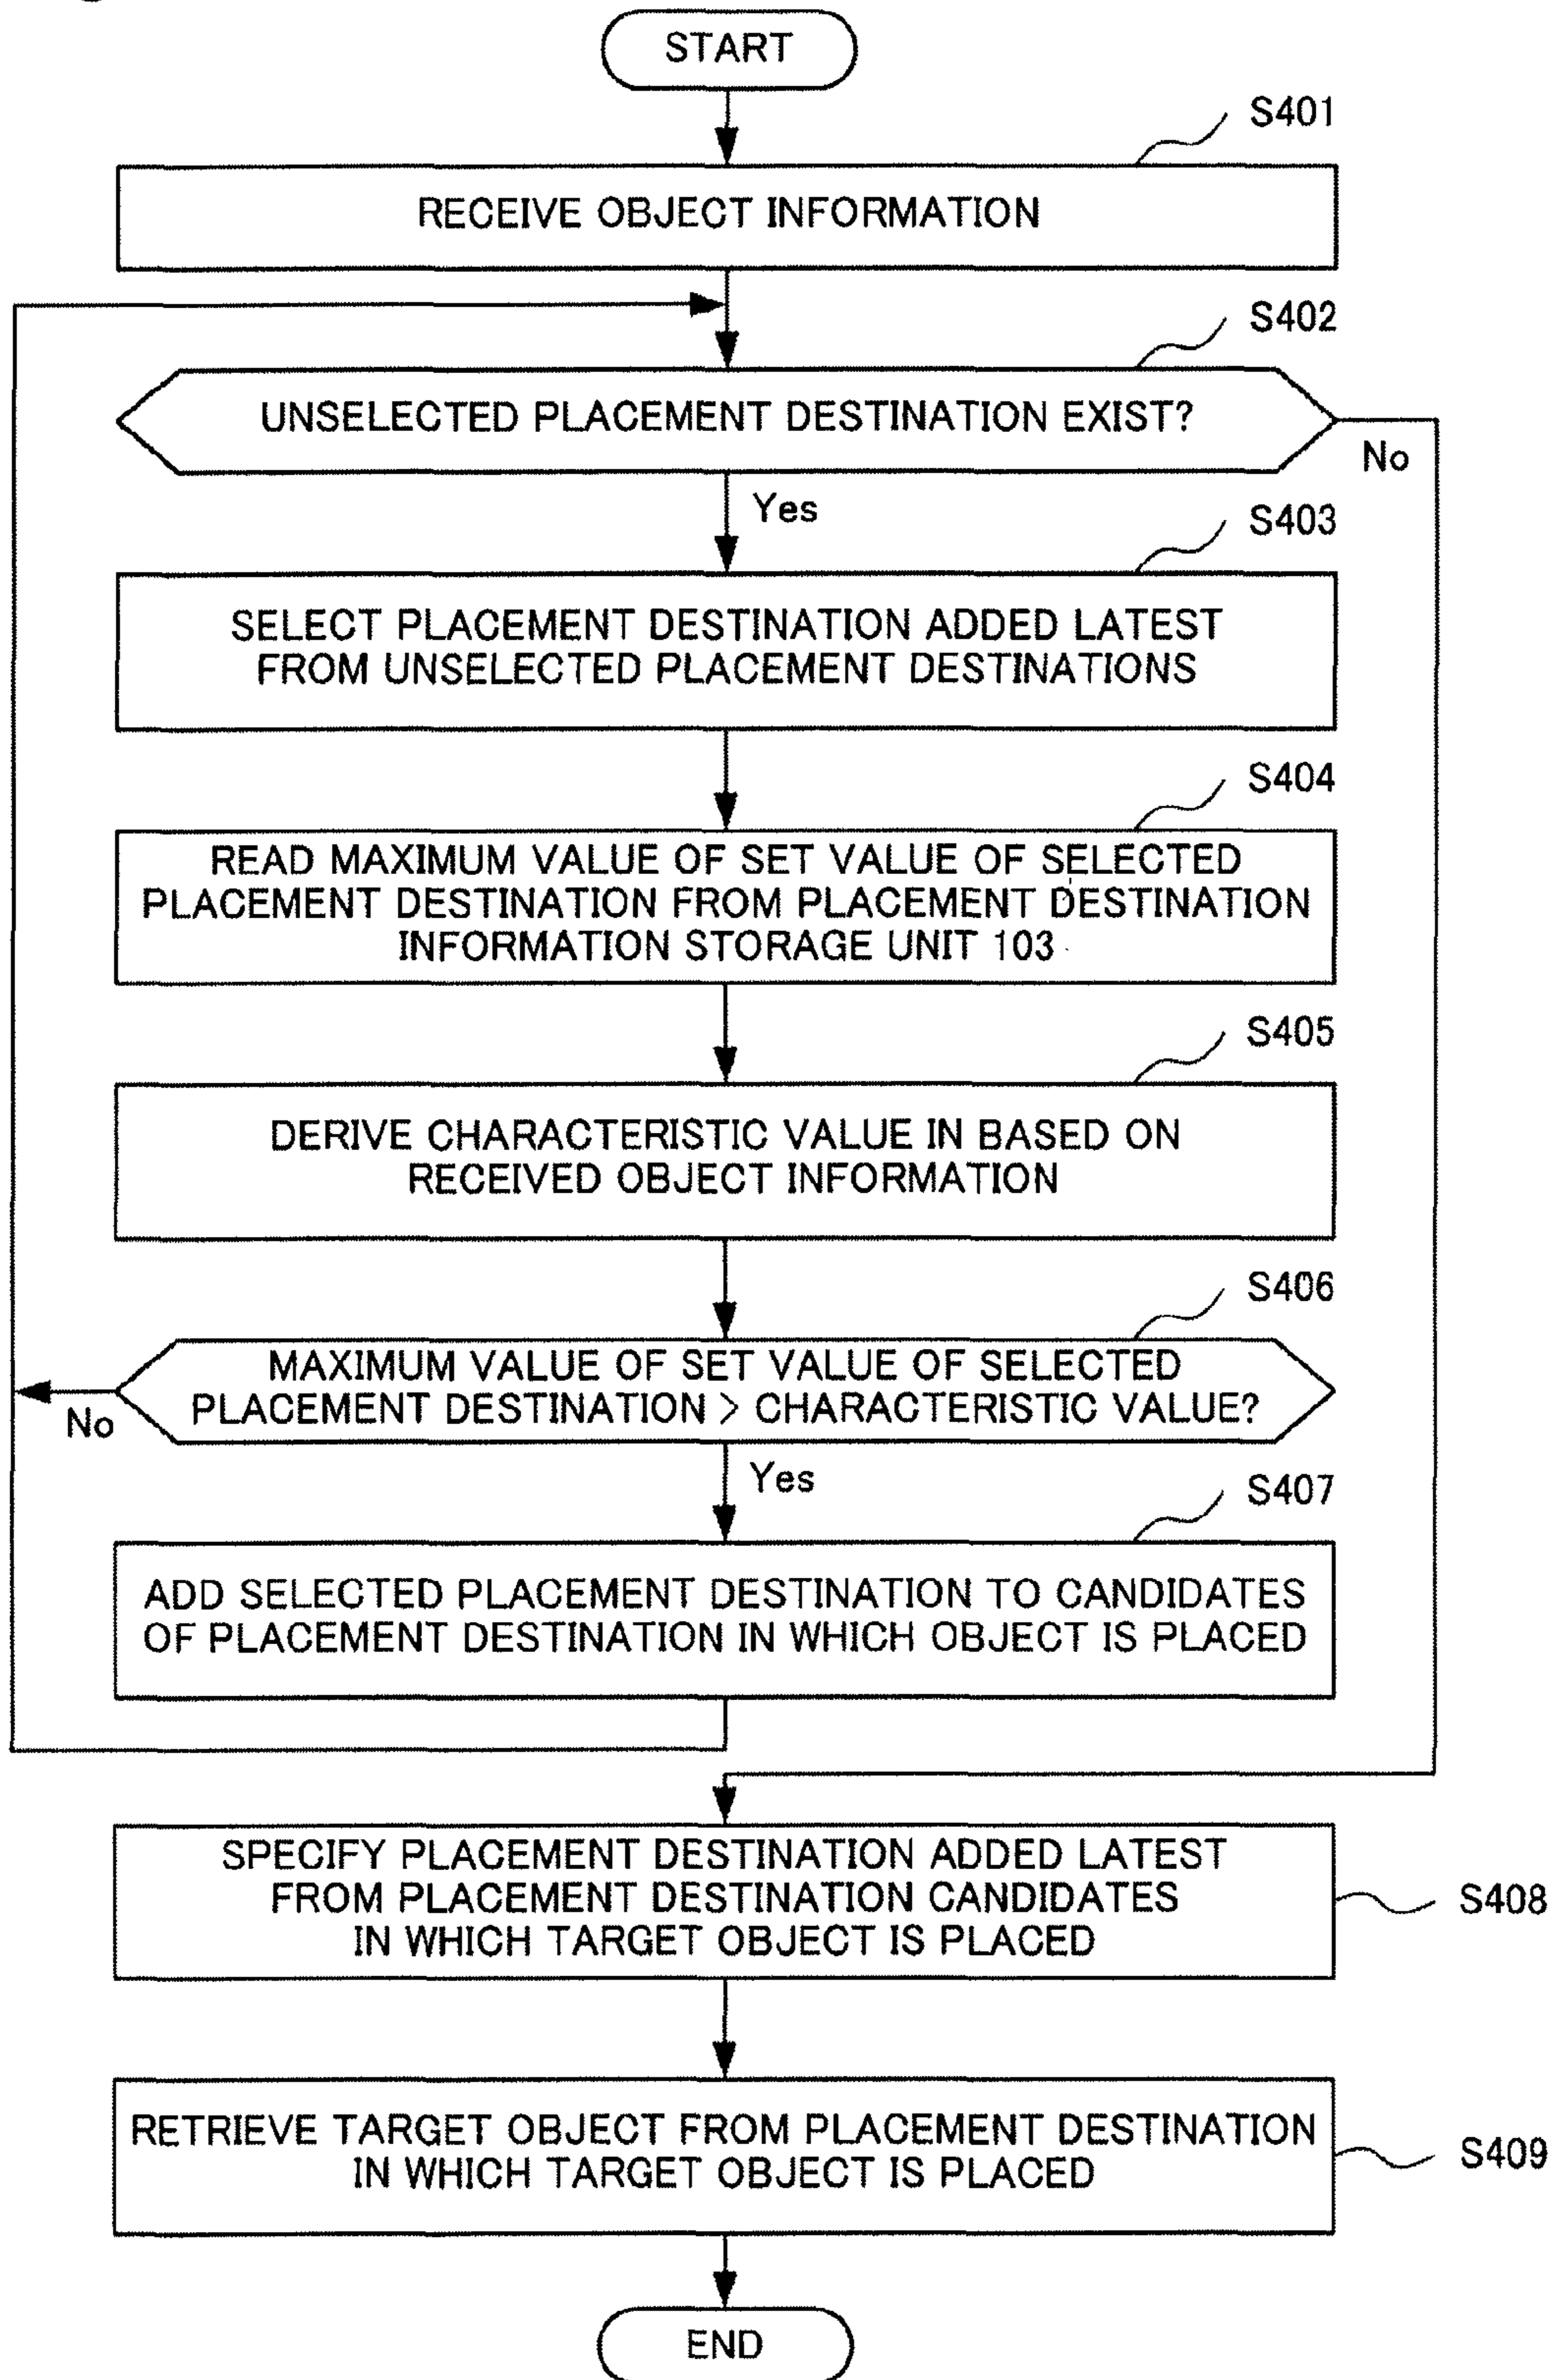 START
S401
RECEIVE OBJECT INFORMATION
S402
UNSELECTED PLACEMENT DESTINATION EXIST?
No
Yes
S403
SELECT PLACEMENT DESTINATION ADDED LATEST
FROM UNSELECTED PLACEMENT DESTINATIONS
S404
READ MAXIMUM VALUE OF SET VALUE OF SELECTED
PLACEMENT DESTINATION FROM PLACEMENT DESTINATION
INFORMATION STORAGE UNIT 103
S405
DERIVE CHARACTERISTIC VALUE IN BASED ON
RECEIVED OBJECT INFORMATION
S406
MAXIMUM VALUE OF SET VALUE OF SELECTED
PLACEMENT DESTINATION > CHARACTERISTIC VALUE?
No
Yes
S407
ADD SELECTED PLACEMENT DESTINATION TO CANDIDATES
OF PLACEMENT DESTINATION IN WHICH OBJECT IS PLACED
SPECIFY PLACEMENT DESTINATION ADDED LATEST
FROM PLACEMENT DESTINATION CANDIDATES
IN WHICH TARGET OBJECT IS PLACED
S408
RETRIEVE TARGET OBJECT FROM PLACEMENT DESTINATION
IN WHICH TARGET OBJECT IS PLACED
S409
END